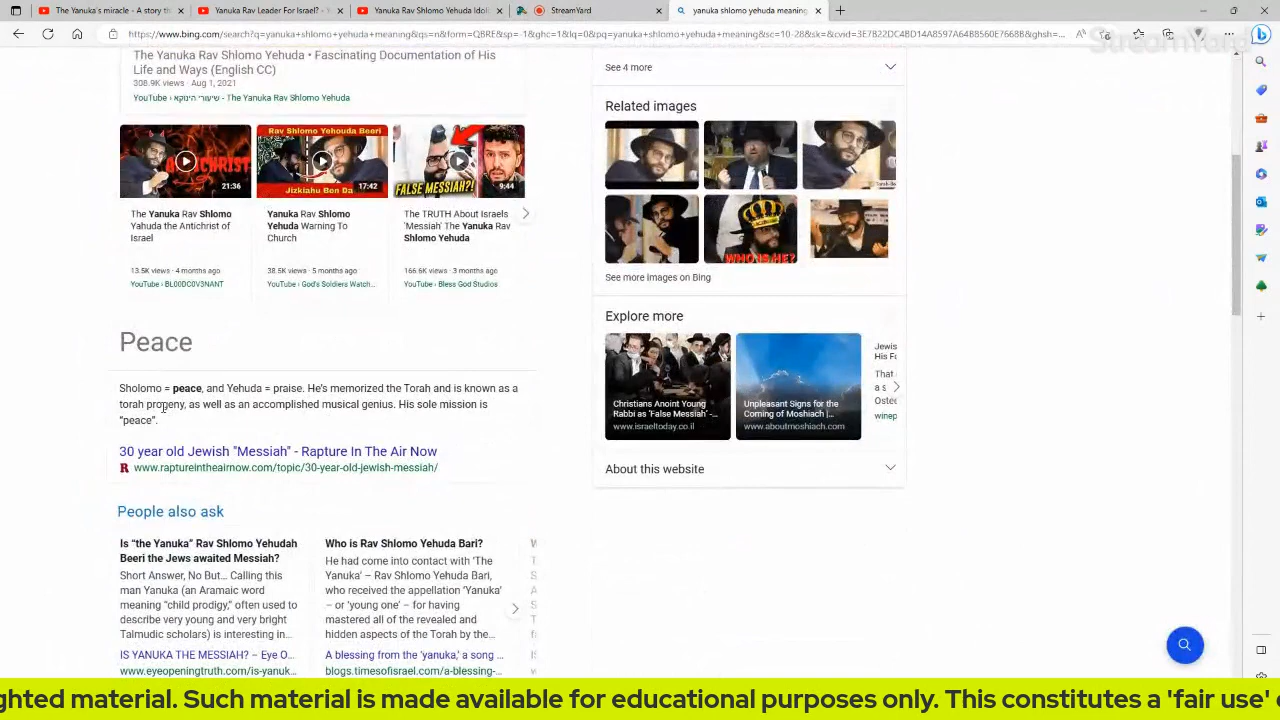 The Yanuka miracle - A story th
Yanuka Rav Leader For Israel? - Y
Yanuka Rav Shlomo Yehuda Idol-
StreamYard
yanuka shlomo yehuda meaning
StreamYard
The Yanuka Rav Shlomo Yehuda • Fascinating Documentation of His
Life and Ways (English CC)
308.9K views · Aug 1, 2021
YouTube › שיעורי הינוקא - The Yanuka Rav Shlomo Yehuda
ANTICHRIST
21:36
Rav Shlomo Yehouda Beeri
Jizkiahu Ben Da
17:42
FALSE MESSIAH?!
9:44
The Yanuka Rav Shlomo
Yahuda the Antichrist of
Israel
13.5K views · 4 months ago
YouTube › BL00DC0V3NANT
Yanuka Rav Shlomo
Yehuda Warning To
Church
38.5K views · 5 months ago
YouTube › God's Soldiers Watch...
The TRUTH About Israels
'Messiah' The Yanuka Rav
Shlomo Yehuda
166.6K views · 3 months ago
YouTube › Bless God Studios
Peace
Sholomo = peace, and Yehuda = praise. He's memorized the Torah and is known as a
torah progeny, as well as an accomplished musical genius. His sole mission is
"peace".
30 year old Jewish "Messiah" - Rapture In The Air Now
R www.raptureintheairnow.com/topic/30-year-old-jewish-messiah/
People also ask
Is "the Yanuka" Rav Shlomo Yehudah
Beeri the Jews awaited Messiah?
Short Answer, No But... Calling this
man Yanuka (an Aramaic word
meaning "child prodigy," often used to
describe very young and very bright
Talmudic scholars) is interesting in...
IS YANUKA THE MESSIAH? – Eye O...
www.eyeopeningtruth.com/is-yanuk...
Who is Rav Shlomo Yehuda Bari?
He had come into contact with 'The
Yanuka' – Rav Shlomo Yehuda Bari,
who received the appellation 'Yanuka'
– or 'young one' – for having
mastered all of the revealed and
hidden aspects of the Torah by the...
A blessing from the 'yanuka,' a song ...
blogs.timesofisrael.com/a-blessing-...
See 4 more
Related images
WHO IS HE?
See more images on Bing
Explore more
Christians Anoint Young
Rabbi as 'False Messiah' -...
www.israeltoday.co.il
Unpleasant Signs for the
Coming of Moshiach |...
www.aboutmoshiach.com
Jewis
His Fo
That
a s
Ostee
winep
About this website
ghted material. Such material is made available for educational purposes only. This constitutes a 'fair use'